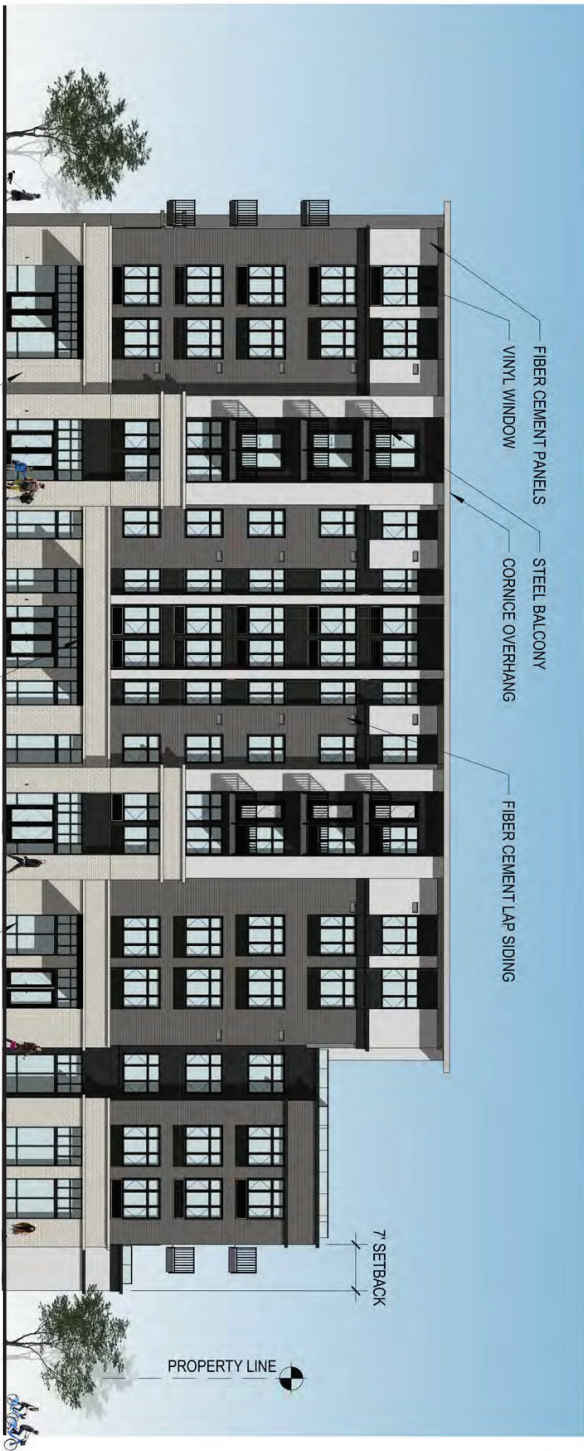 FIBER CEMENT PANELS
VINYL WINDOW
STEEL BALCONY
CORNICE OVERHANG
FIBER CEMENT LAP SIDING
7' SETBACK
PROPERTY LINE